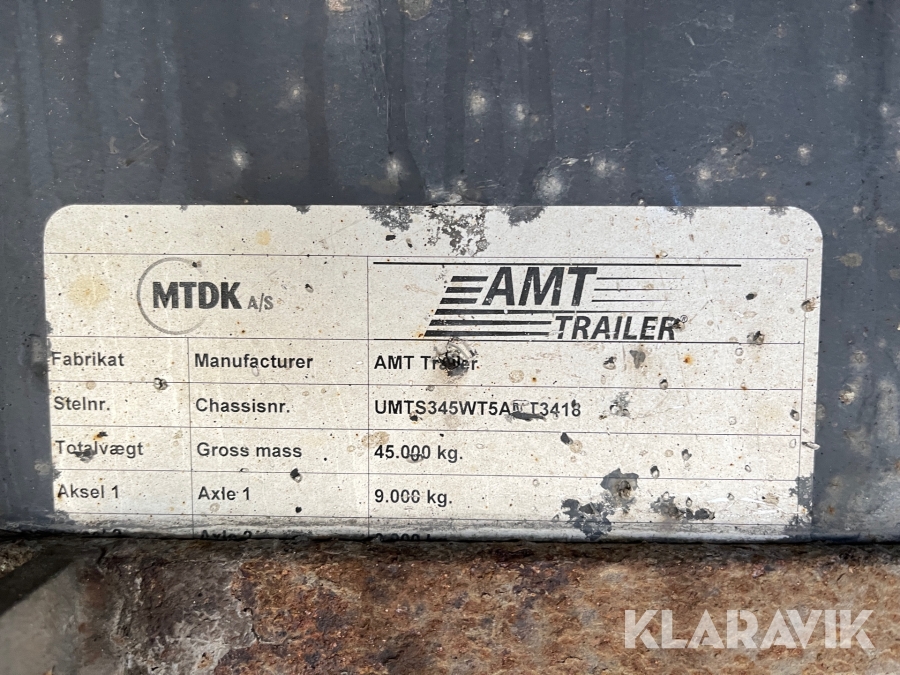 MTDK A/S
AMT
TRAILER®
Fabrikat Manufacturer AMT Trailer.
Stelnr. Chassisnr.
Totalvægt Gross mass 45.000 kg.
Aksel 1 Axle 1 9.000 kg.
Axle
KLARAVIK